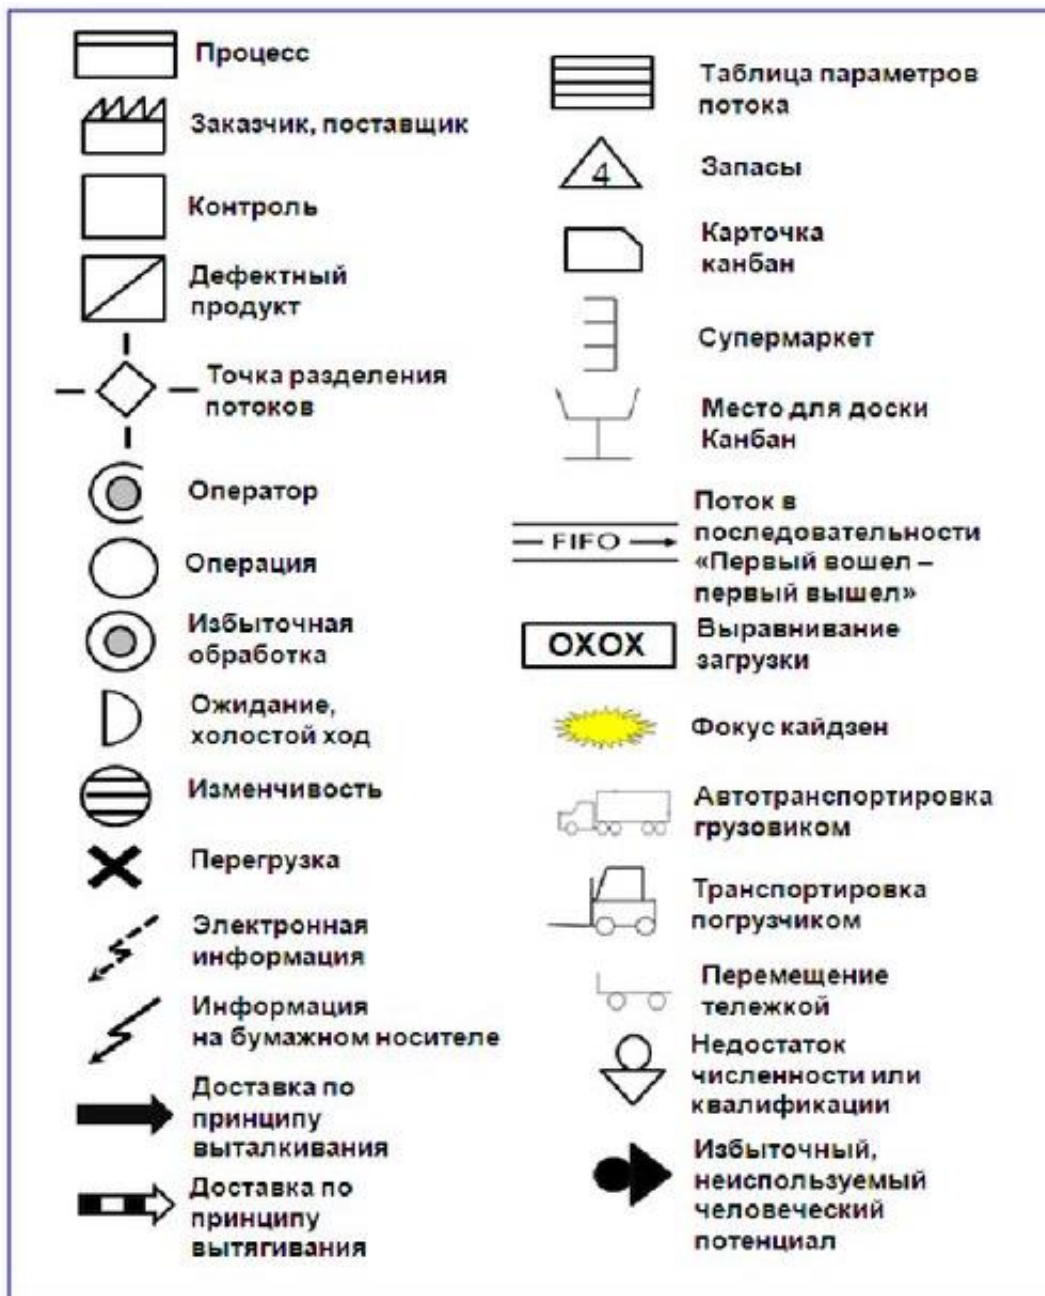 Процесс
Заказчик, поставщик
Контроль
Дефектный
продукт
Точка разделения
потоков
Оператор
Операция
Избыточная
обработка
Ожидание,
холостой ход
Изменчивость
Перегрузка
Электронная
информация
Информация
на бумажном носителе
Доставка по
принципу
выталкивания
Доставка по
принципу
вытягивания
Таблица параметров
потока
4
Запасы
Карточка
канбан
Супермаркет
Место для доски
Канбан
FIFO
Поток в
последовательности
«Первый вошел –
первый вышел»
OXOX
Выравнивание
загрузки
Фокус кайдзен
Автотранспортировка
грузовиком
Транспортировка
погрузчиком
Перемещение
тележкой
Недостаток
численности или
квалификации
Избыточный,
неиспользуемый
человеческий
потенциал